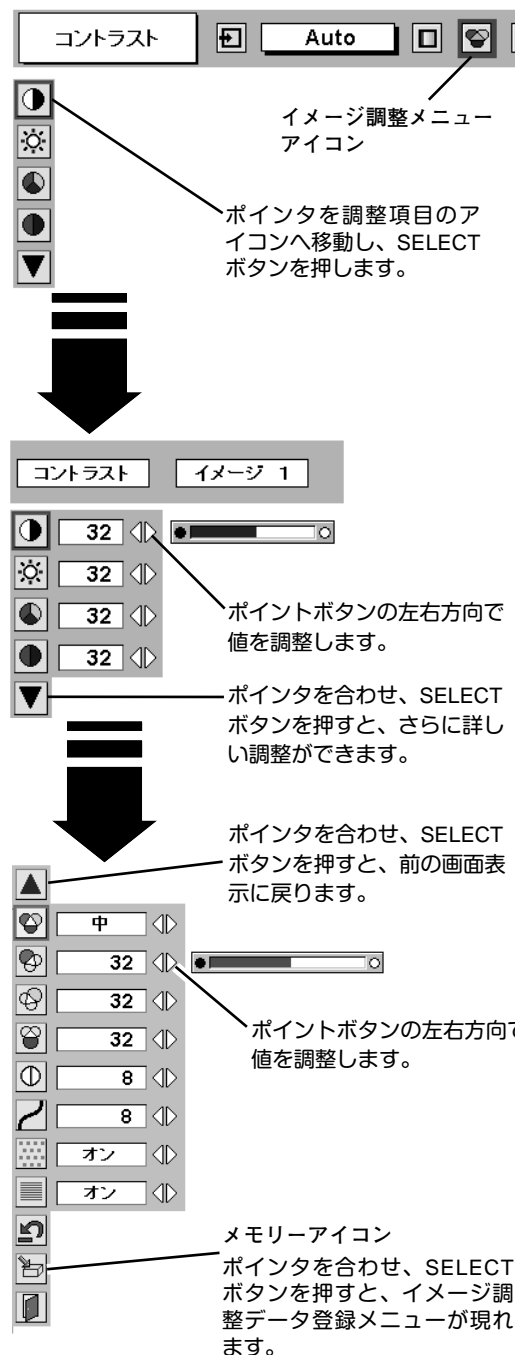 コントラスト
Auto
イメージ調整メニュー
アイコン
ポインタを調整項目のア
イコンへ移動し、SELECT
ボタンを押します。
コントラスト
イメージ 1
32
32
32
32
ポイントボタンの左右方向で
値を調整します。
ポインタを合わせ、SELECT
ボタンを押すと、さらに詳し
い調整ができます。
ポインタを合わせ、SELECT
ボタンを押すと、前の画面表
示に戻ります。
中
32
32
32
8
8
オン
オン
ポイントボタンの左右方向で
値を調整します。
メモリーアイコン
ポインタを合わせ、SELECT
ボタンを押すと、イメージ調
整データ登録メニューが現れ
ます。